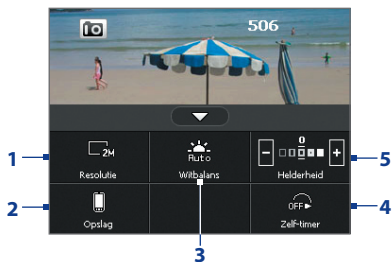 506
0
2M
Auto
- +
Resolutie
Witbalans
Helderheid
OFF
Opslag
Zelf-timer
1
2
3
4
5